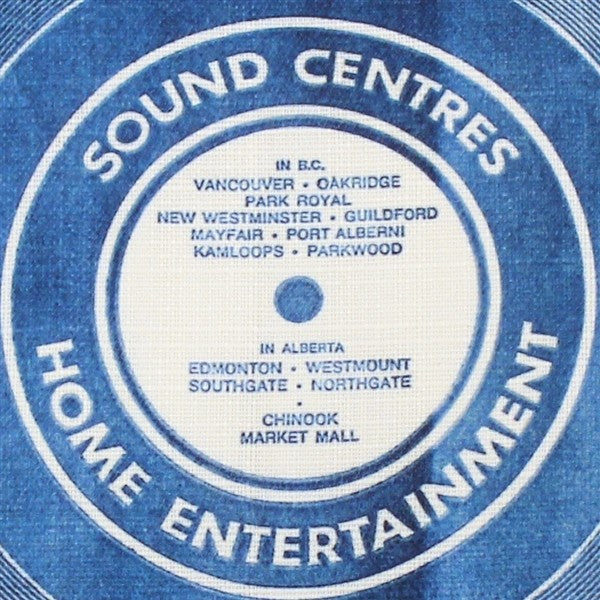 SOUND CENTRES
IN B.C.
VANCOUVER • OAKRIDGE
PARK ROYAL
NEW WESTMINSTER • GUILDFORD
MAYFAIR • PORT ALBERNI
KAMLOOPS • PARKWOOD
IN ALBERTA
EDMONTON • WESTMOUNT
SOUTHGATE • NORTHGATE
•
CHINOOK
MARKET MALL
HOME ENTERTAINMENT